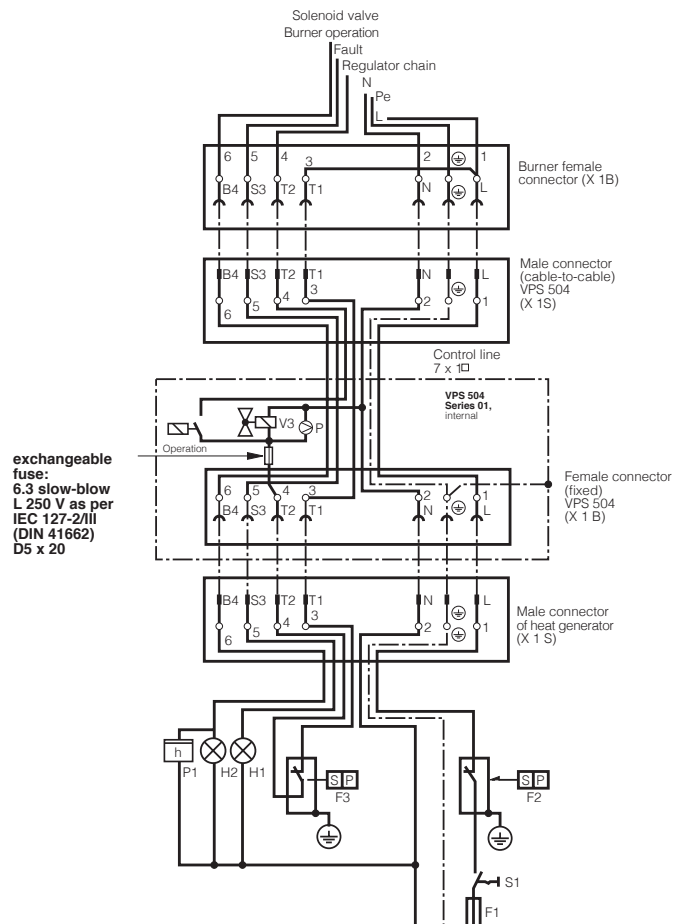 Solenoid valve
Burner operation
Fault
Regulator chain
N
Pe
L
6 5 4 3 2 1
B4 S3 T2 T1 N L
Burner female
connector (X 1B)
B4 S3 T2 T1 N L
6 5 4 3 2 1
Male connector
(cable-to-cable)
VPS 504
(X 1S)
Control line
7 x 1□
VPS 504
Series 01,
internal
V3
P
Operation
exchangeable
fuse:
6.3 slow-blow
L 250 V as per
IEC 127-2/III
(DIN 41662)
D5 x 20
6 5 4 3 2 1
B4 S3 T2 T1 N L
Female connector
(fixed)
VPS 504
(X 1 B)
B4 S3 T2 T1 N L
6 5 4 3 2 1
Male connector
of heat generator
(X 1 S)
h
P1
H2
H1
S P
F3
S P
F2
S1
F1